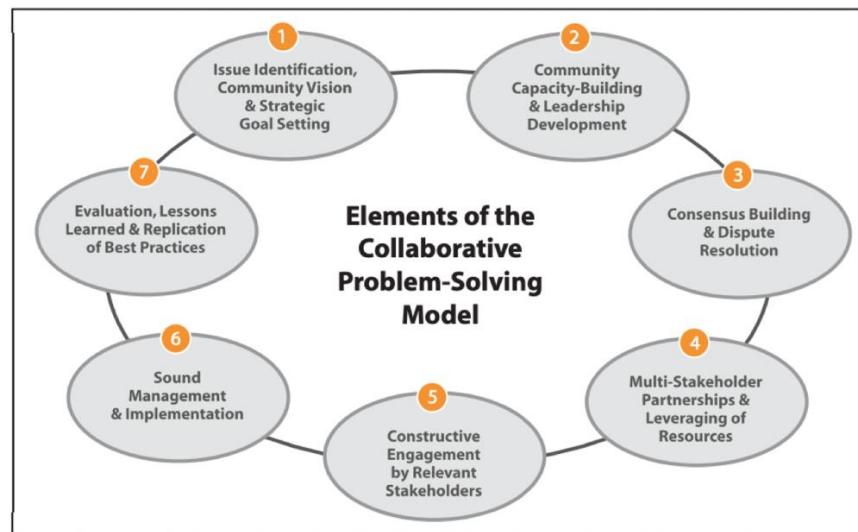 Elements of the
Collaborative
Problem-Solving
Model
1
Issue Identification,
Community Vision
& Strategic
Goal Setting
2
Community
Capacity-Building
& Leadership
Development
3
Consensus Building
& Dispute
Resolution
4
Multi-Stakeholder
Partnerships &
Leveraging of
Resources
5
Constructive
Engagement
by Relevant
Stakeholders
6
Sound
Management
& Implementation
7
Evaluation, Lessons
Learned & Replication
of Best Practices